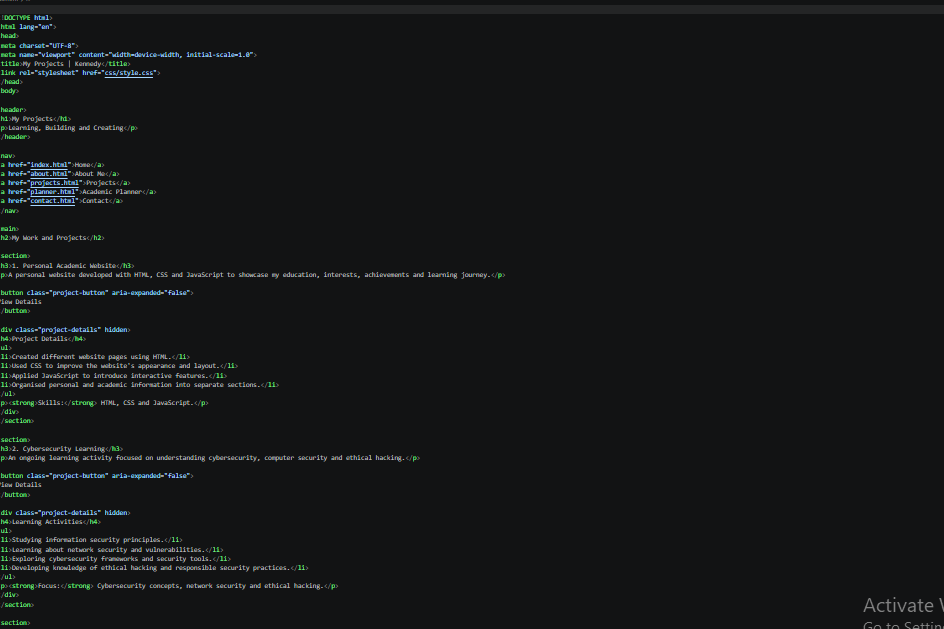 !DOCTYPE html>
html lang="en">
head>
meta charset="UTF-8">
meta name="viewport" content="width=device-width, initial-scale=1.0">
title>My Projects | Kennedy</title>
link rel="stylesheet" href="css/style.css">
/head>
body>
header>
h1>My Projects</h1>
p>Learning, Building and Creating</p>
/header>
nav>
a href="index.html">Home</a>
a href="about.html">About Me</a>
a href="projects.html">Projects</a>
a href="planner.html">Academic Planner</a>
a href="contact.html">Contact</a>
/nav>
main>
h2>My Work and Projects</h2>
section>
h3>1. Personal Academic Website</h3>
p>A personal website developed with HTML, CSS and JavaScript to showcase my education, interests, achievements and learning journey.</p>
button class="project-button" aria-expanded="false">
View Details
/button>
div class="project-details" hidden>
h4>Project Details</h4>
ul>
li>Created different website pages using HTML.</li>
li>Used CSS to improve the website's appearance and layout.</li>
li>Applied JavaScript to introduce interactive features.</li>
li>Organised personal and academic information into separate sections.</li>
/ul>
p><strong>Skills:</strong> HTML, CSS and JavaScript.</p>
/div>
/section>
section>
h3>2. Cybersecurity Learning</h3>
p>An ongoing learning activity focused on understanding cybersecurity, computer security and ethical hacking.</p>
button class="project-button" aria-expanded="false">
View Details
/button>
div class="project-details" hidden>
h4>Learning Activities</h4>
ul>
li>Studying information security principles.</li>
li>Learning about network security and vulnerabilities.</li>
li>Exploring cybersecurity frameworks and security tools.</li>
li>Developing knowledge of ethical hacking and responsible security practices.</li>
/ul>
p><strong>Focus:</strong> Cybersecurity concepts, network security and ethical hacking.</p>
/div>
/section>
section>
Activate W
Go to Settin